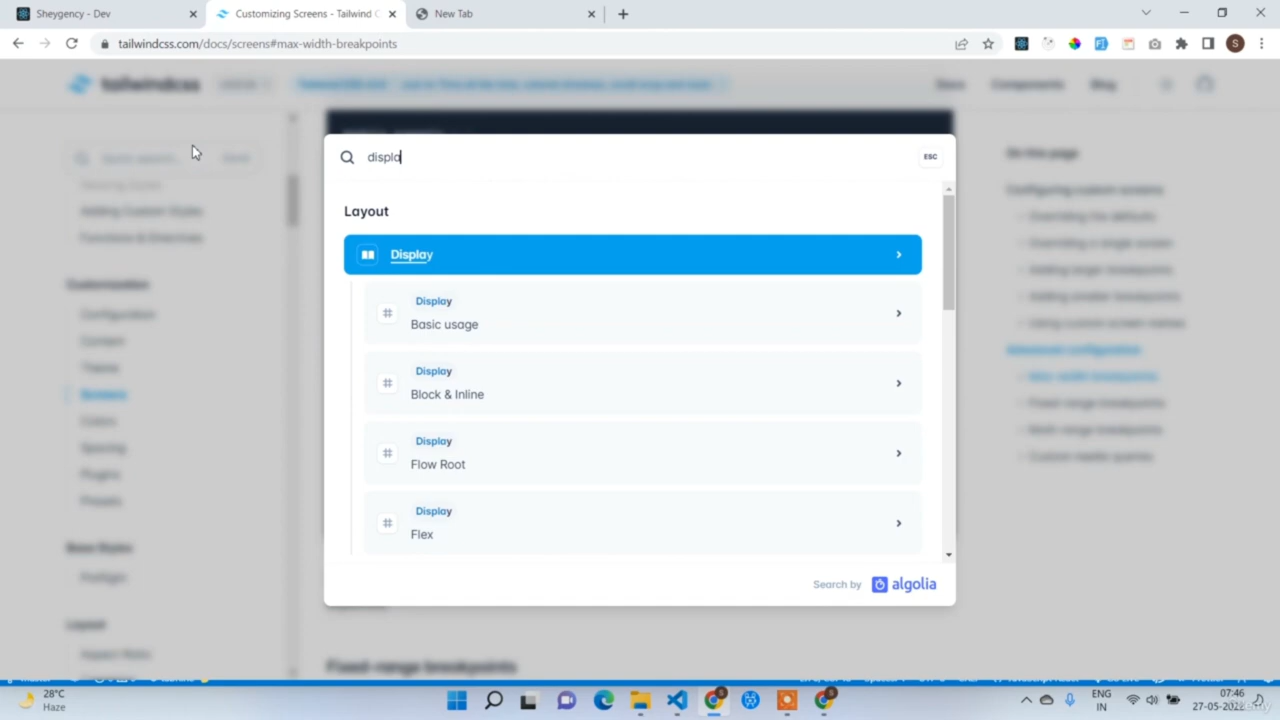 Sheygency - Dev
Customizing Screens - Tailwind C
New Tab
tailwindcss.com/docs/screens#max-width-breakpoints
S
tailwindcss
Docs
Components
Blog
displa
ESC
Layout
Display
Display
Basic usage
Display
Block & Inline
Display
Flow Root
Display
Flex
Search by algolia
Adding Custom Styles
Functions & Directives
Customization
Configuration
Content
Theme
Screens
Colors
Spacing
Plugins
Presets
Base Styles
Preflight
Layout
Aspect Ratio
On this page
Configuring custom screens
Overriding the defaults
Overriding a single screen
Adding larger breakpoints
Adding smaller breakpoints
Using custom screen names
Advanced configuration
Max-width breakpoints
Fixed-range breakpoints
Multi-range breakpoints
Custom media queries
Fixed-range breakpoints
28°C
Haze
ENG
IN
07:46
27-05-2022